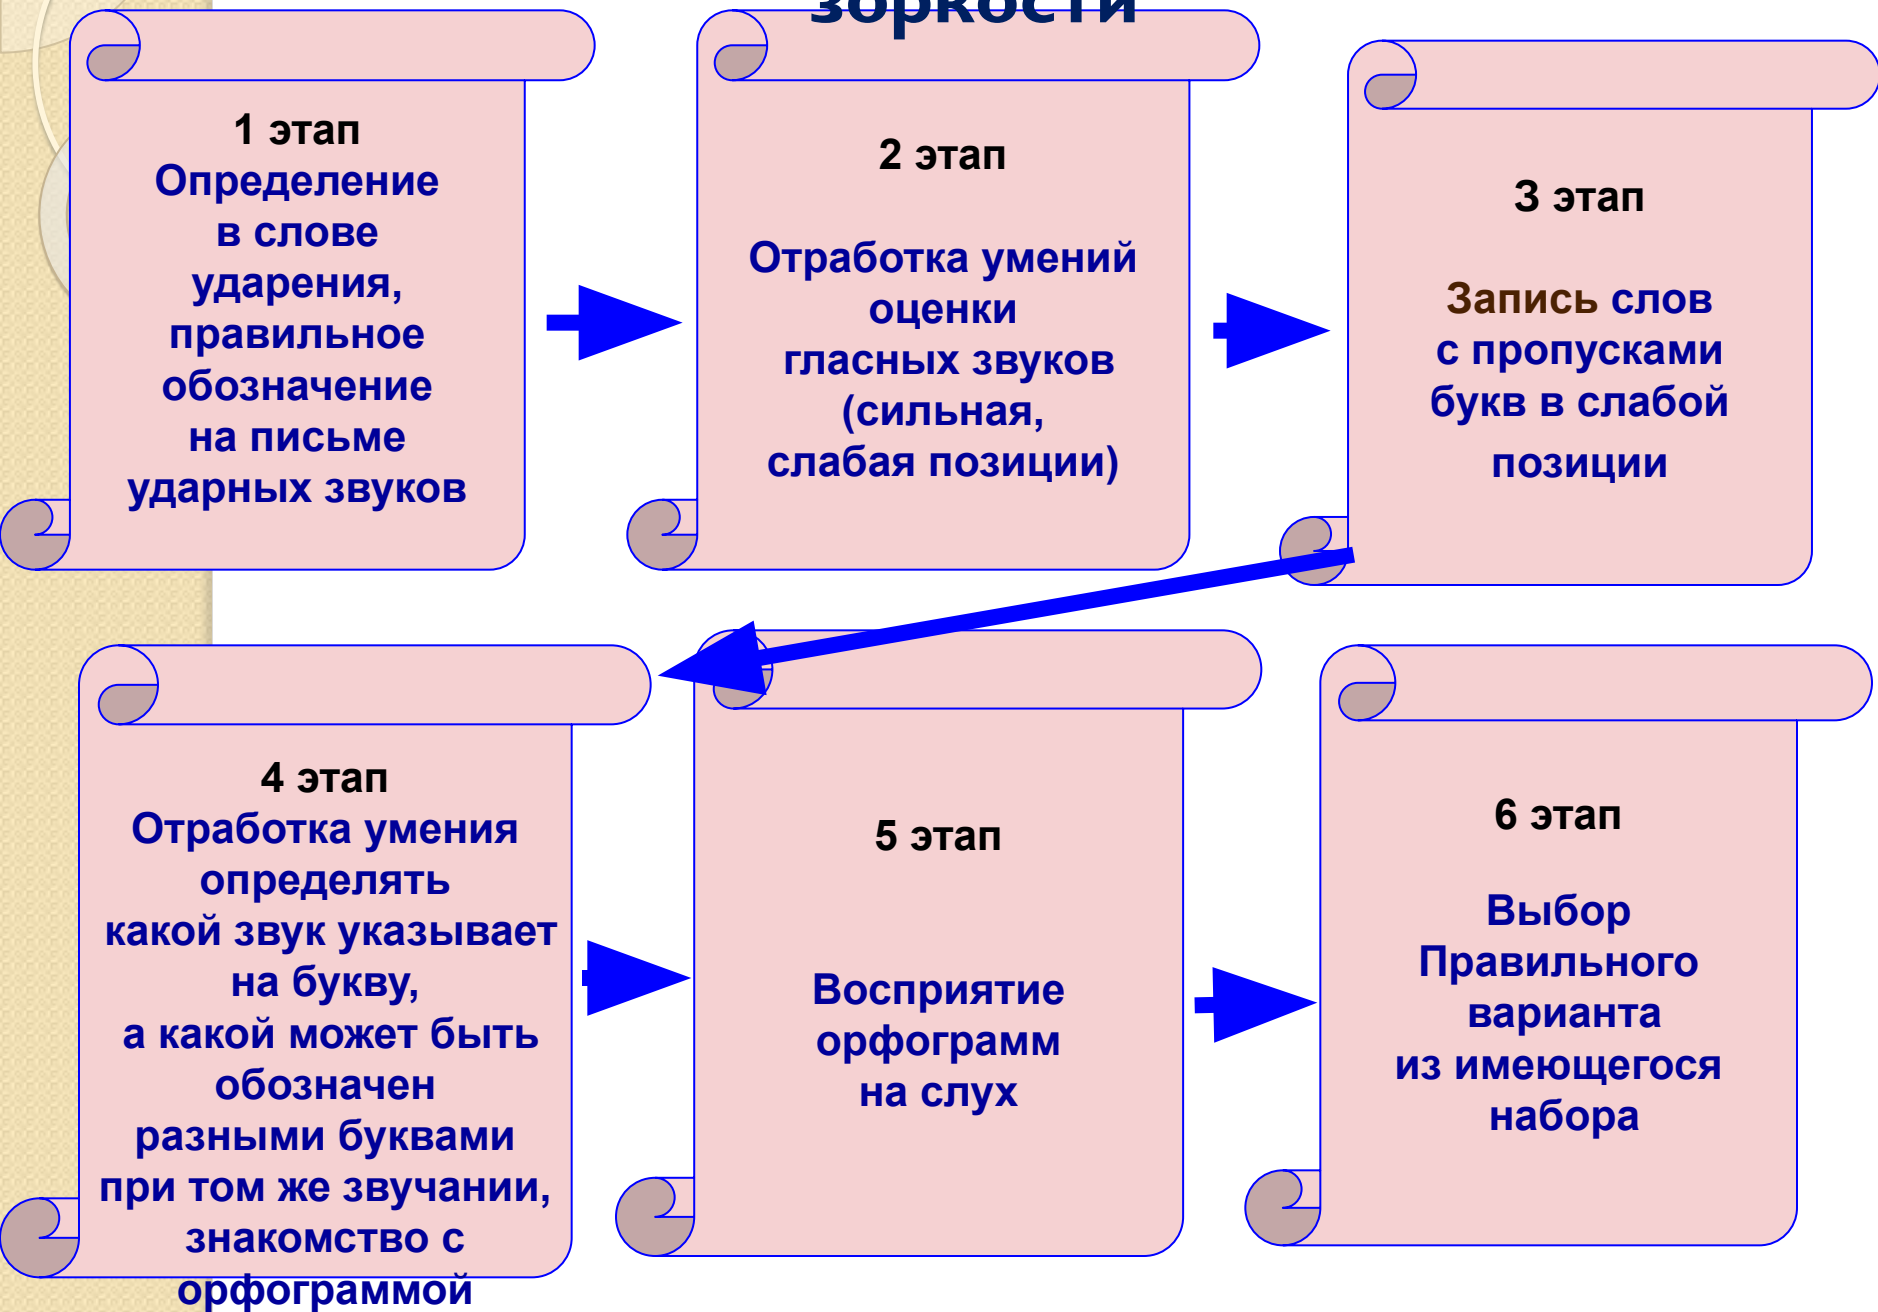 зоркости
1 этап
Определение
в слове
ударения,
правильное
обозначение
на письме
ударных звуков
2 этап
Отработка умений
оценки
гласных звуков
(сильная,
слабая позиции)
3 этап
Запись слов
с пропусками
букв в слабой
позиции
4 этап
Отработка умения
определять
какой звук указывает
на букву,
а какой может быть
обозначен
разными буквами
при том же звучании,
знакомство с
орфограммой
5 этап
Восприятие
орфограмм
на слух
6 этап
Выбор
Правильного
варианта
из имеющегося
набора